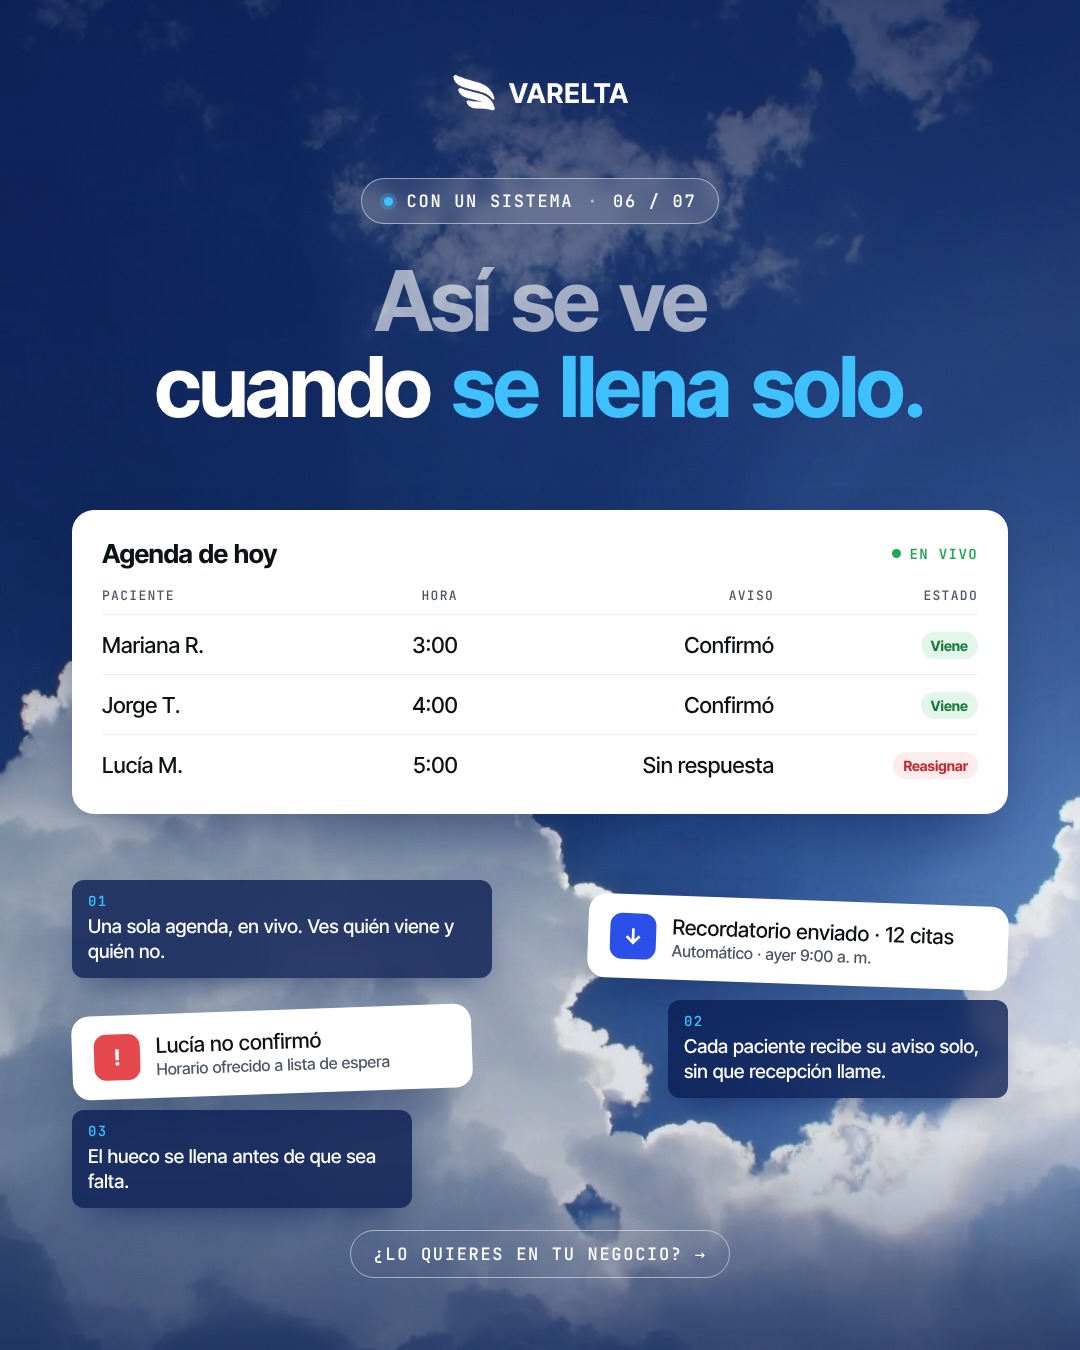 VARELTA
CON UN SISTEMA · 06 / 07
Así se ve
cuando se llena solo.
Agenda de hoy
EN VIVO
PACIENTE HORA AVISO ESTADO
Mariana R. 3:00 Confirmó Viene
Jorge T. 4:00 Confirmó Viene
Lucía M. 5:00 Sin respuesta Reasignar
01
Una sola agenda, en vivo. Ves quién viene y
quién no.
Recordatorio enviado · 12 citas
Automático · ayer 9:00 a. m.
02
Cada paciente recibe su aviso solo,
sin que recepción llame.
!
Lucía no confirmó
Horario ofrecido a lista de espera
03
El hueco se llena antes de que sea
falta.
¿LO QUIERES EN TU NEGOCIO? →